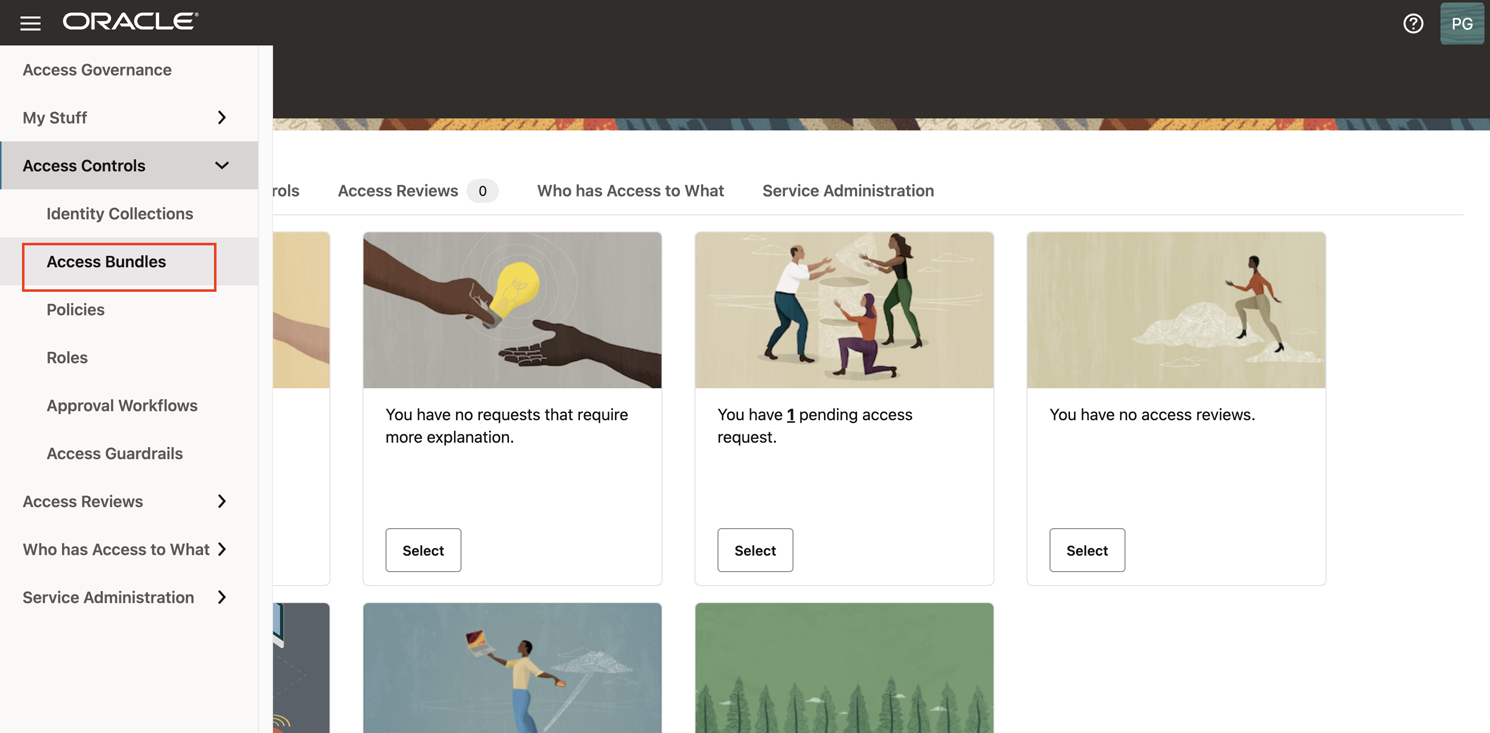 ORACLE
PG
Access Governance
My Stuff
Access Controls
Identity Collections
Access Bundles
Policies
Roles
Approval Workflows
Access Guardrails
Access Reviews
Who has Access to What
Service Administration
rols
Access Reviews 0
Who has Access to What
Service Administration
You have no requests that require
more explanation.
Select
You have 1 pending access
request.
Select
You have no access reviews.
Select